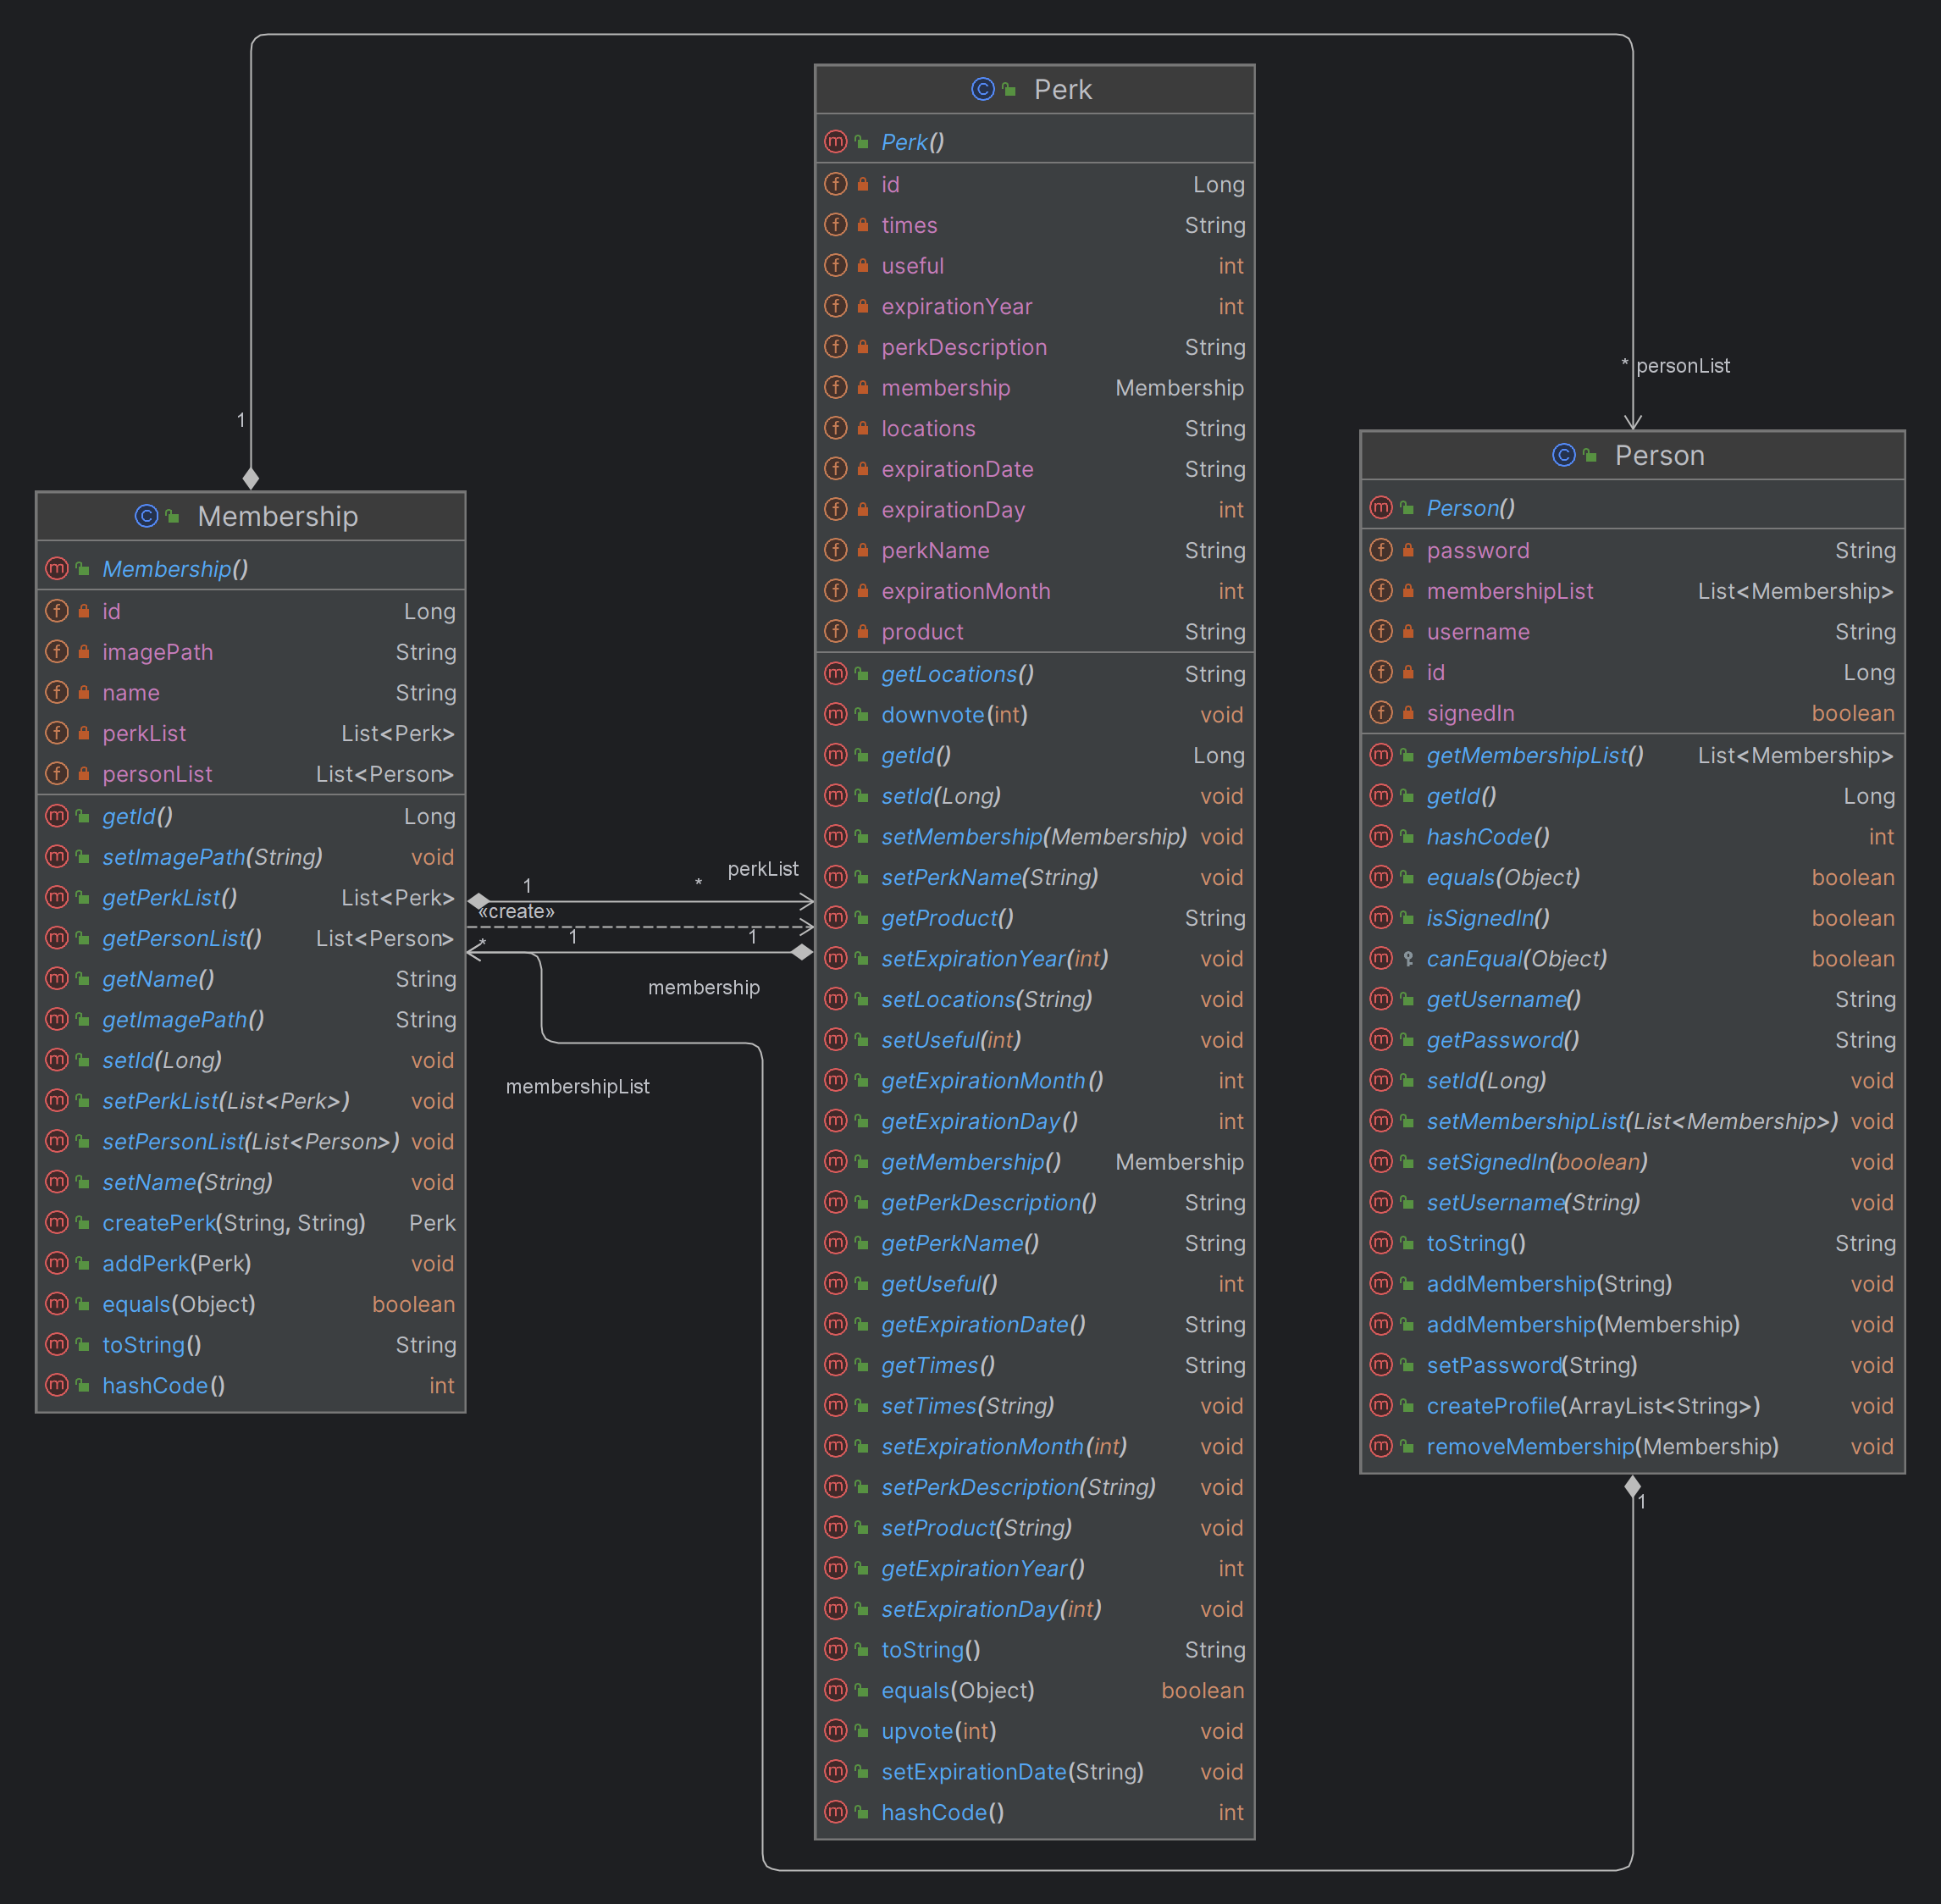 Membership
Membership()
id Long
imagePath String
name String
perkList List<Perk>
personList List<Person>
getId() Long
setImagePath(String) void
getPerkList() List<Perk>
getPersonList() List<Person>
getName() String
getImagePath() String
setId(Long) void
setPerkList(List<Perk>) void
setPersonList(List<Person>) void
setName(String) void
createPerk(String, String) Perk
addPerk(Perk) void
equals(Object) boolean
toString() String
hashCode() int
1
1
*
perkList
«create»
*
1
1
membership
membershipList
Perk
Perk()
id Long
times String
useful int
expirationYear int
perkDescription String
membership Membership
locations String
expirationDate String
expirationDay int
perkName String
expirationMonth int
product String
getLocations() String
downvote(int) void
getId() Long
setId(Long) void
setMembership(Membership) void
setPerkName(String) void
getProduct() String
setExpirationYear(int) void
setLocations(String) void
setUseful(int) void
getExpirationMonth() int
getExpirationDay() int
getMembership() Membership
getPerkDescription() String
getPerkName() String
getUseful() int
getExpirationDate() String
getTimes() String
setTimes(String) void
setExpirationMonth(int) void
setPerkDescription(String) void
setProduct(String) void
getExpirationYear() int
setExpirationDay(int) void
toString() String
equals(Object) boolean
upvote(int) void
setExpirationDate(String) void
hashCode() int
* personList
Person
Person()
password String
membershipList List<Membership>
username String
id Long
signedIn boolean
getMembershipList() List<Membership>
getId() Long
hashCode() int
equals(Object) boolean
isSignedIn() boolean
canEqual(Object) boolean
getUsername() String
getPassword() String
setId(Long) void
setMembershipList(List<Membership>) void
setSignedIn(boolean) void
setUsername(String) void
toString() String
addMembership(String) void
addMembership(Membership) void
setPassword(String) void
createProfile(ArrayList<String>) void
removeMembership(Membership) void
1